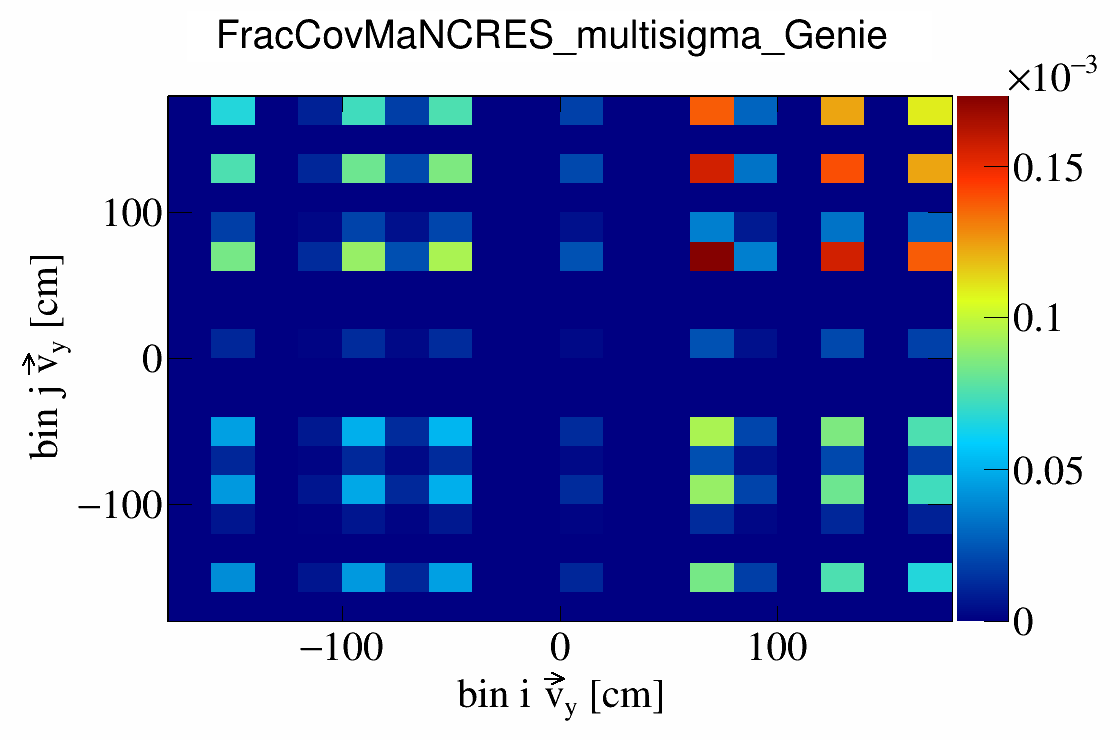 FracCovMaNCRES_multisigma_Genie
×10⁻³
0.15
0.1
0.05
0
100
0
−100
bin j v⃗y [cm]
−100 0 100
bin i v⃗y [cm]